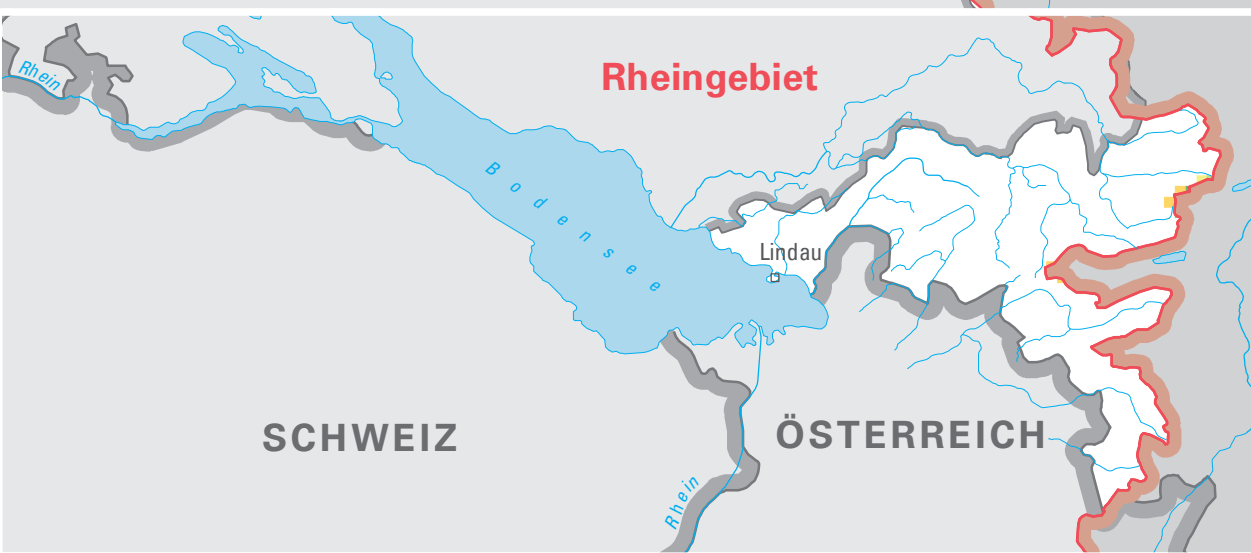 Rheingebiet
Rhein
Bodensee
Lindau
SCHWEIZ
ÖSTERREICH
Rhein